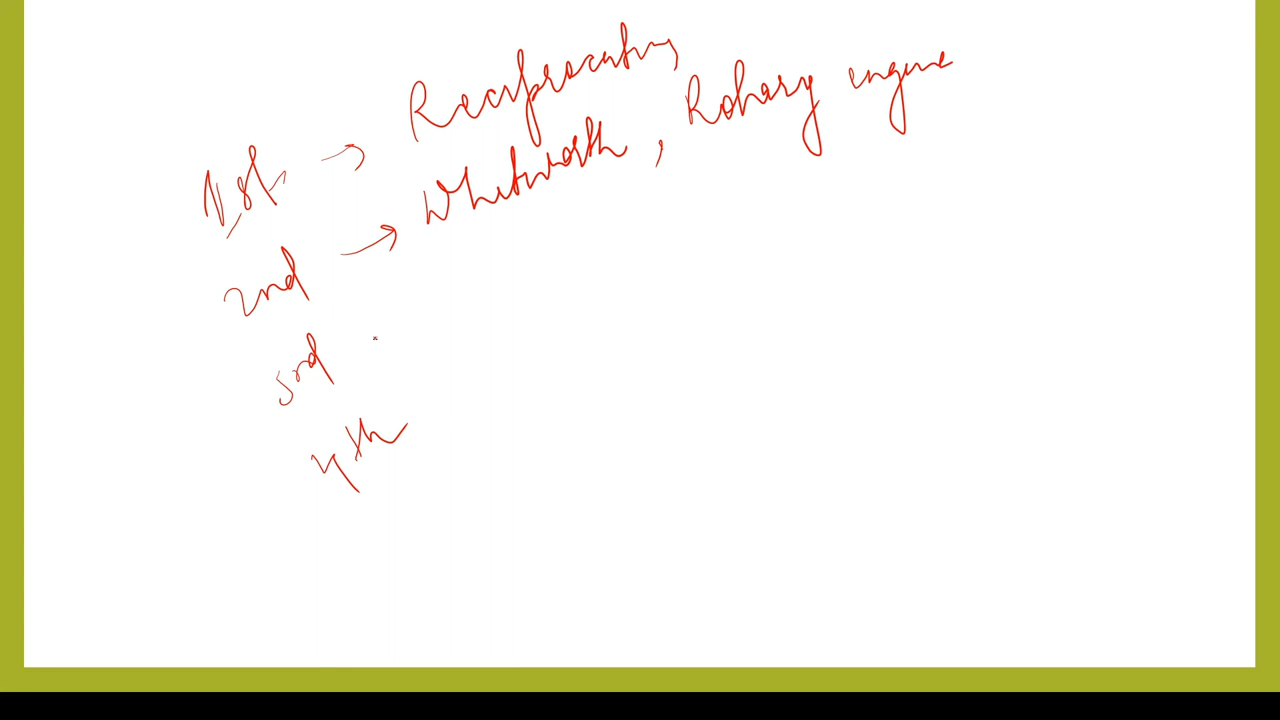 1st → Reciprocating
2nd → Whitworth, Rotary engine
3rd
4th